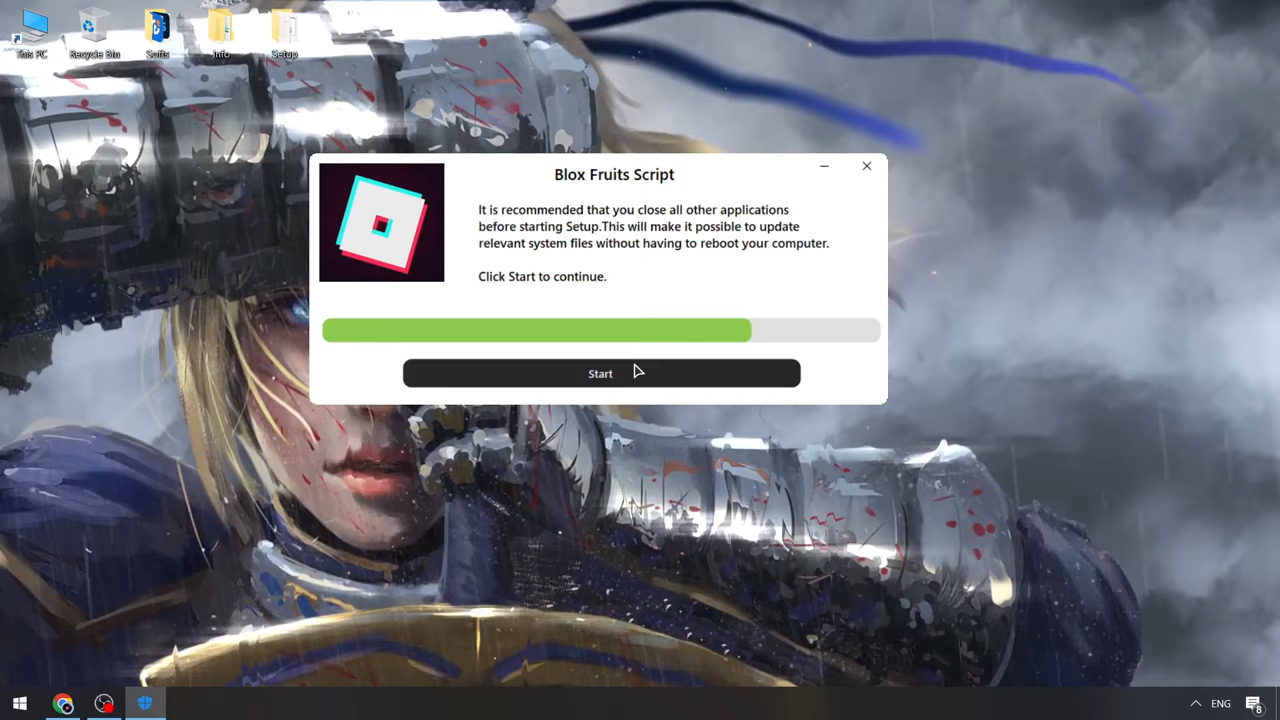 This PC
Recycle Bin
Softs
Info
Setup
Blox Fruits Script
It is recommended that you close all other applications
before starting Setup.This will make it possible to update
relevant system files without having to reboot your computer.
Click Start to continue.
Start
ENG
8